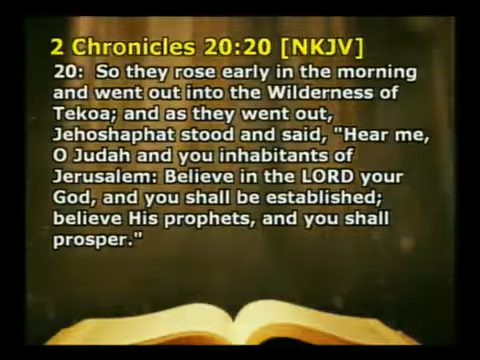 2 Chronicles 20:20 [NKJV]
20:  So they rose early in the morning
and went out into the Wilderness of
Tekoa; and as they went out,
Jehoshaphat stood and said, "Hear me,
O Judah and you inhabitants of
Jerusalem: Believe in the LORD your
God, and you shall be established;
believe His prophets, and you shall
prosper."